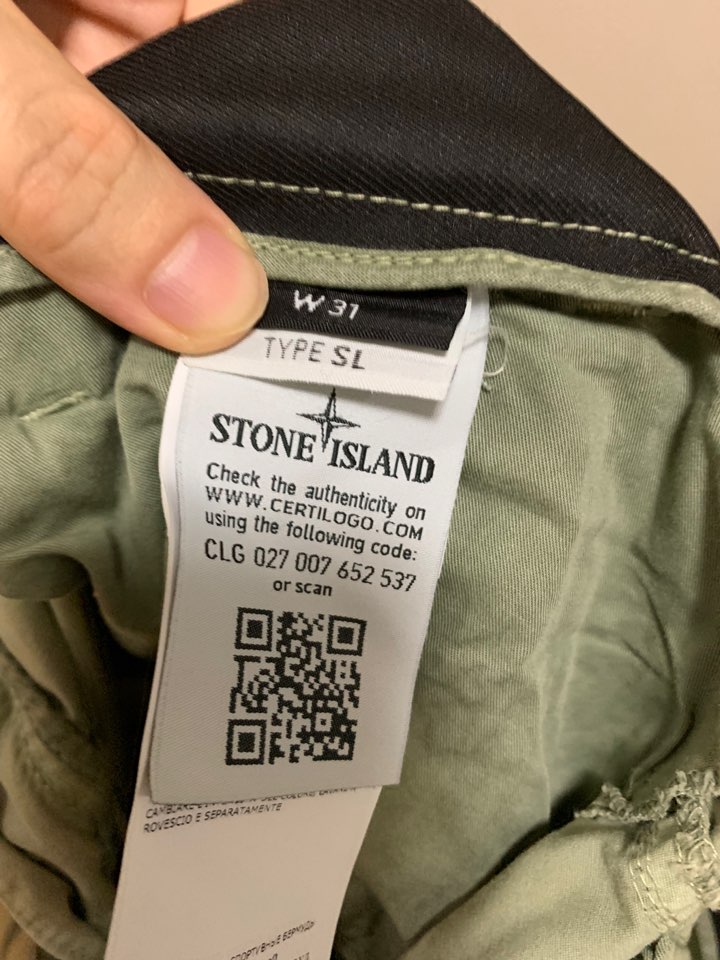 W 31
TYPE SL
STONE ISLAND
Check the authenticity on
WWW.CERTILOGO.COM
using the following code:
CLG 027 007 652 537
or scan
ROVESCIO E SEPARATAMENTE